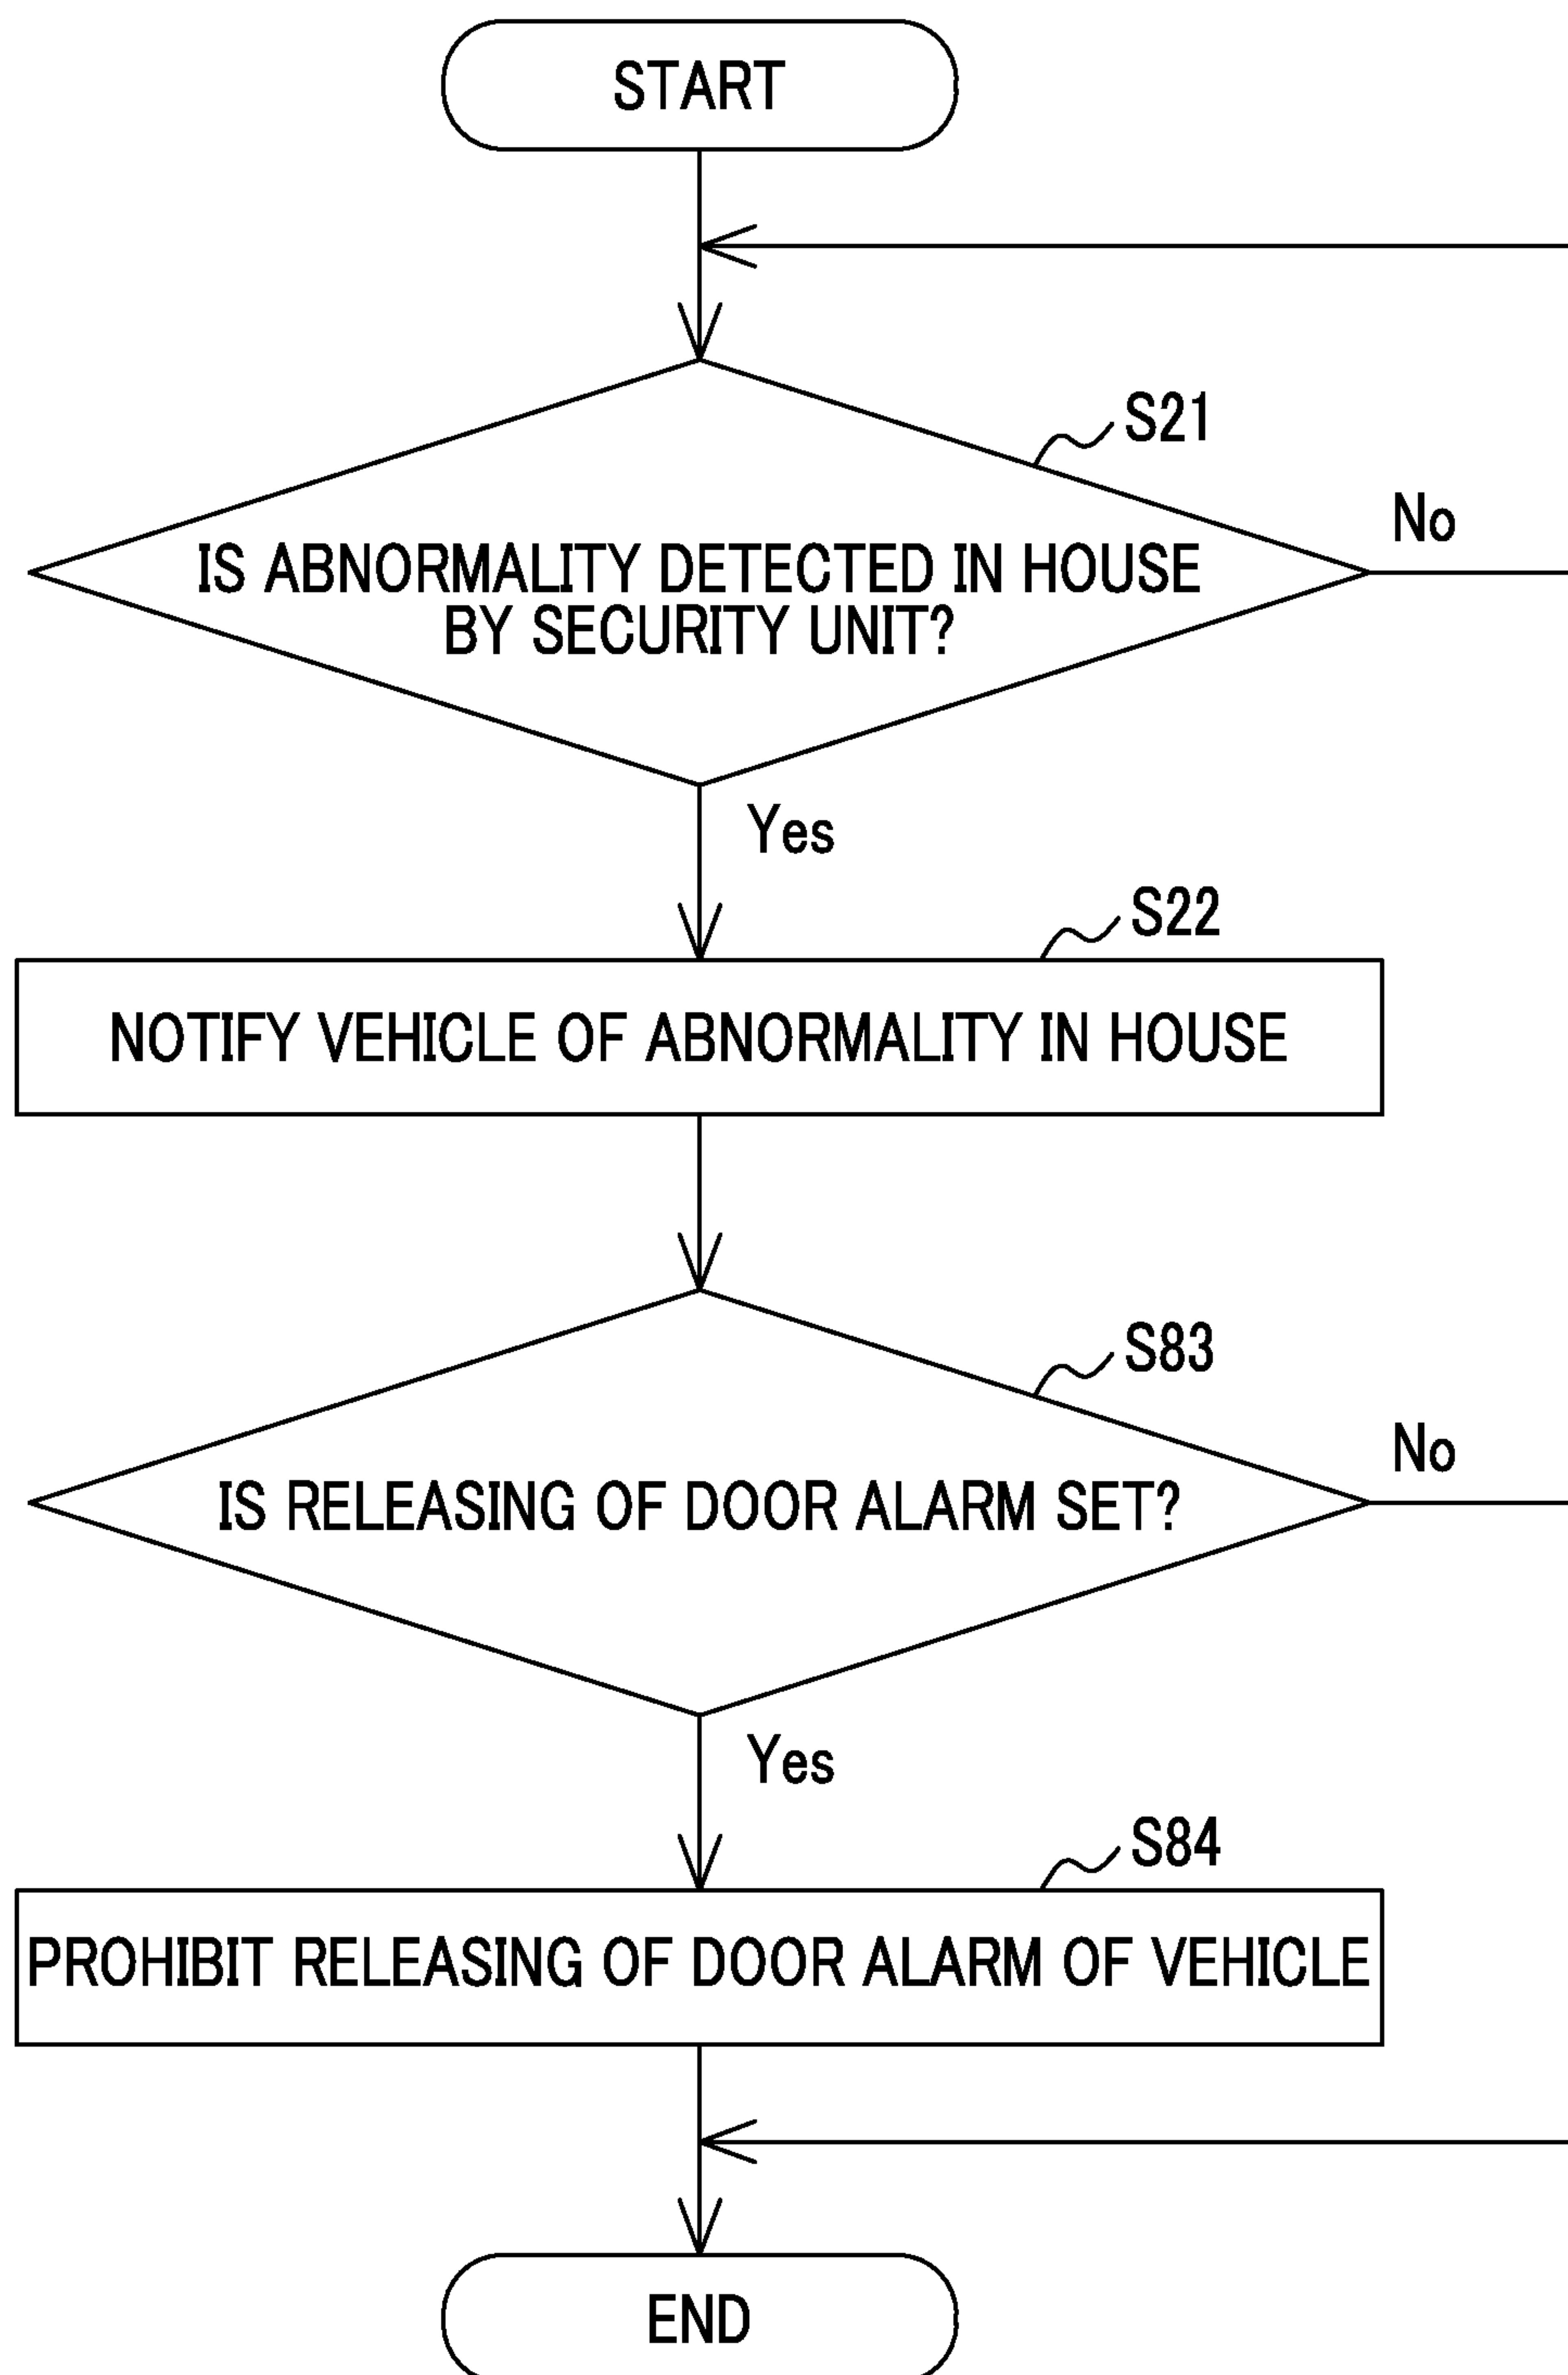 START
S21
IS ABNORMALITY DETECTED IN HOUSE
BY SECURITY UNIT?
No
Yes
S22
NOTIFY VEHICLE OF ABNORMALITY IN HOUSE
S83
IS RELEASING OF DOOR ALARM SET?
No
Yes
S84
PROHIBIT RELEASING OF DOOR ALARM OF VEHICLE
END